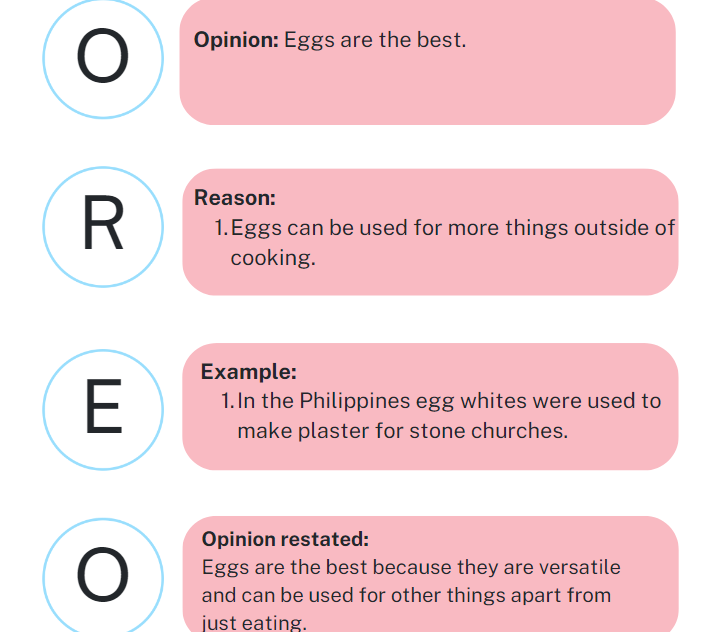 O
Opinion: Eggs are the best.
R
Reason:
1. Eggs can be used for more things outside of
cooking.
E
Example:
1. In the Philippines egg whites were used to
make plaster for stone churches.
O
Opinion restated:
Eggs are the best because they are versatile
and can be used for other things apart from
just eating.